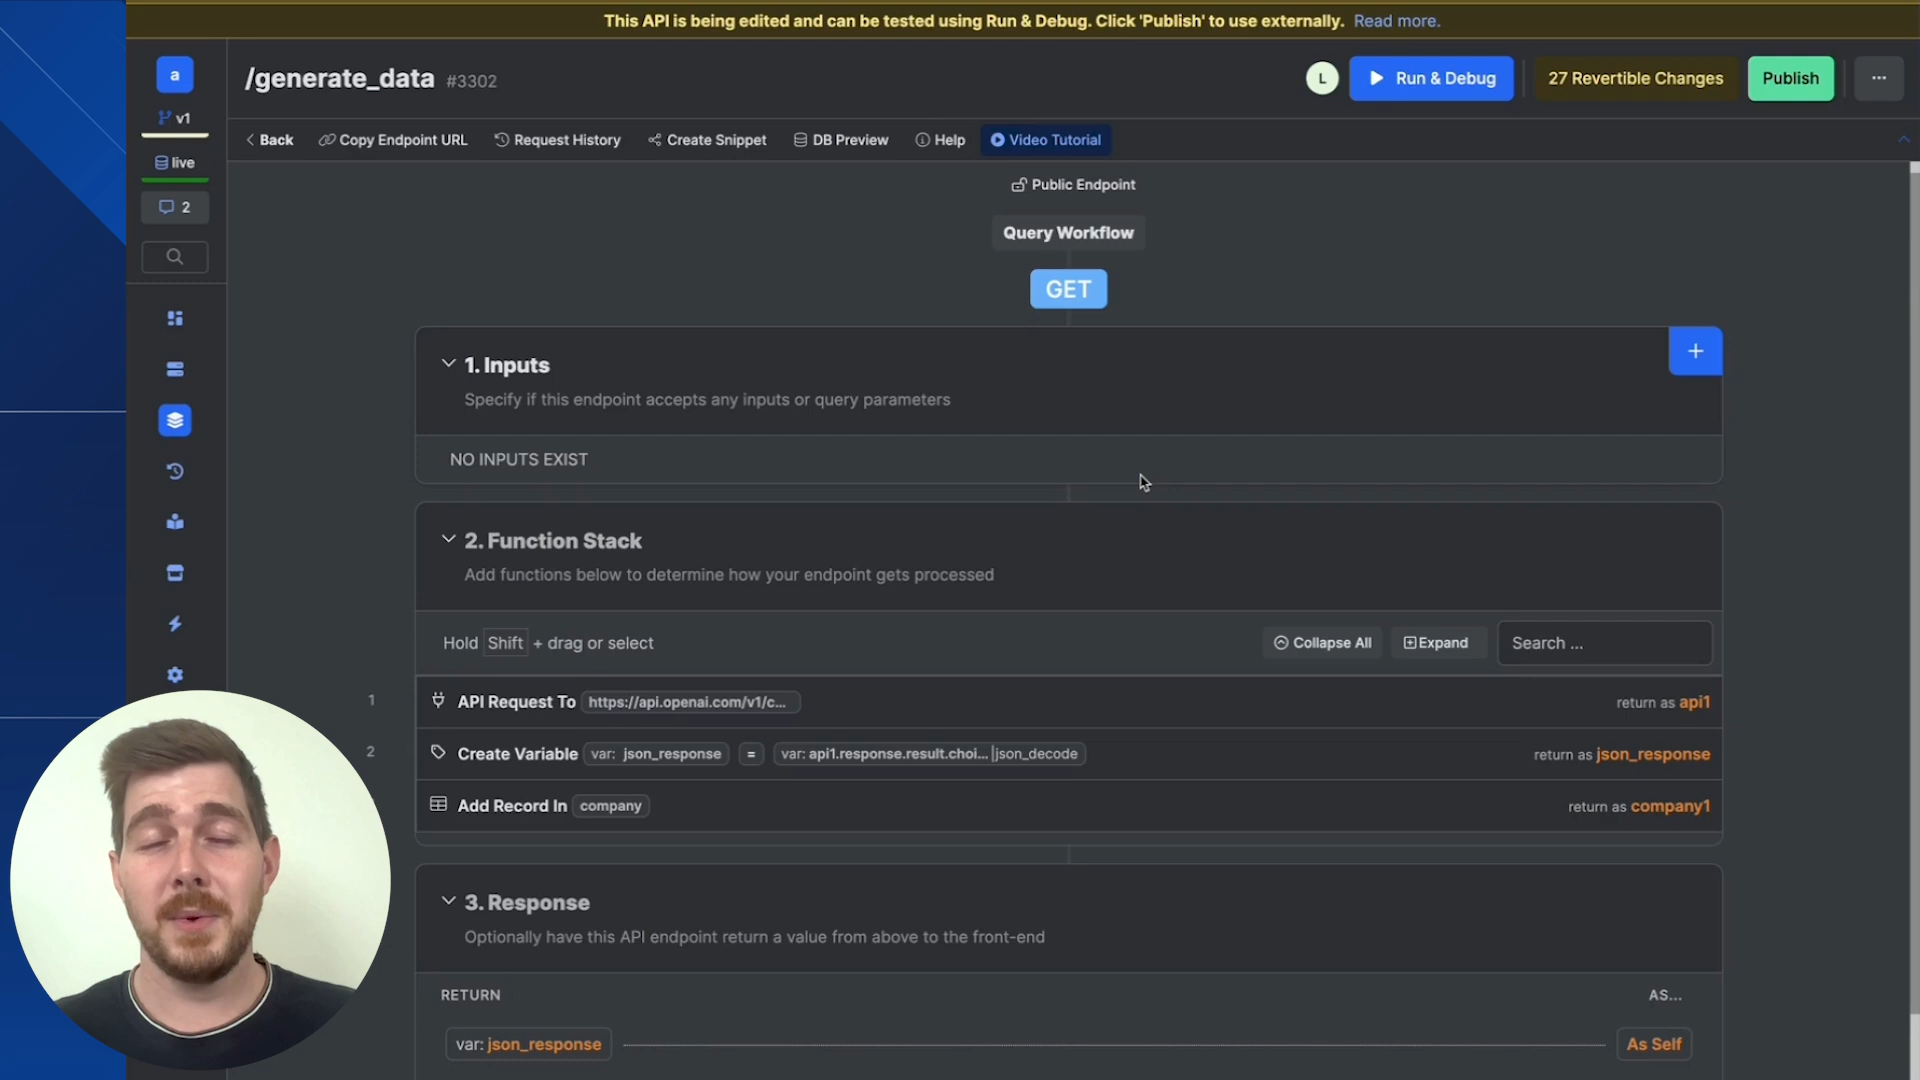 This API is being edited and can be tested using Run & Debug. Click 'Publish' to use externally. Read more.
a
/generate_data #3302
L
Run & Debug
27 Revertible Changes
Publish
...
v1
Back
Copy Endpoint URL
Request History
Create Snippet
DB Preview
Help
Video Tutorial
live
2
Public Endpoint
Query Workflow
GET
1. Inputs
+
Specify if this endpoint accepts any inputs or query parameters
NO INPUTS EXIST
2. Function Stack
Add functions below to determine how your endpoint gets processed
Hold Shift + drag or select
Collapse All
Expand
Search ...
1 API Request To https://api.openai.com/v1/c... return as api1
2 Create Variable var: json_response = var: api1.response.result.choi... |json_decode return as json_response
Add Record In company return as company1
3. Response
Optionally have this API endpoint return a value from above to the front-end
RETURN AS...
var: json_response As Self